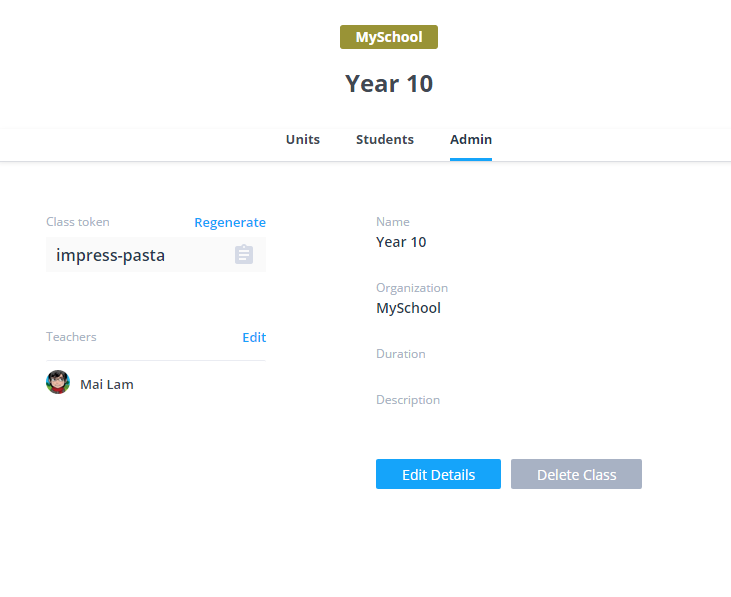 MySchool
Year 10
Units Students Admin
Class token Regenerate
impress-pasta
Teachers Edit
Mai Lam
Name
Year 10
Organization
MySchool
Duration
Description
Edit Details Delete Class